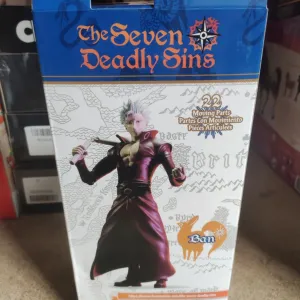 The Seven
Deadly Sins
22
Moving Parts
Partes Con Movimiento
Pièces Articulées
Ban